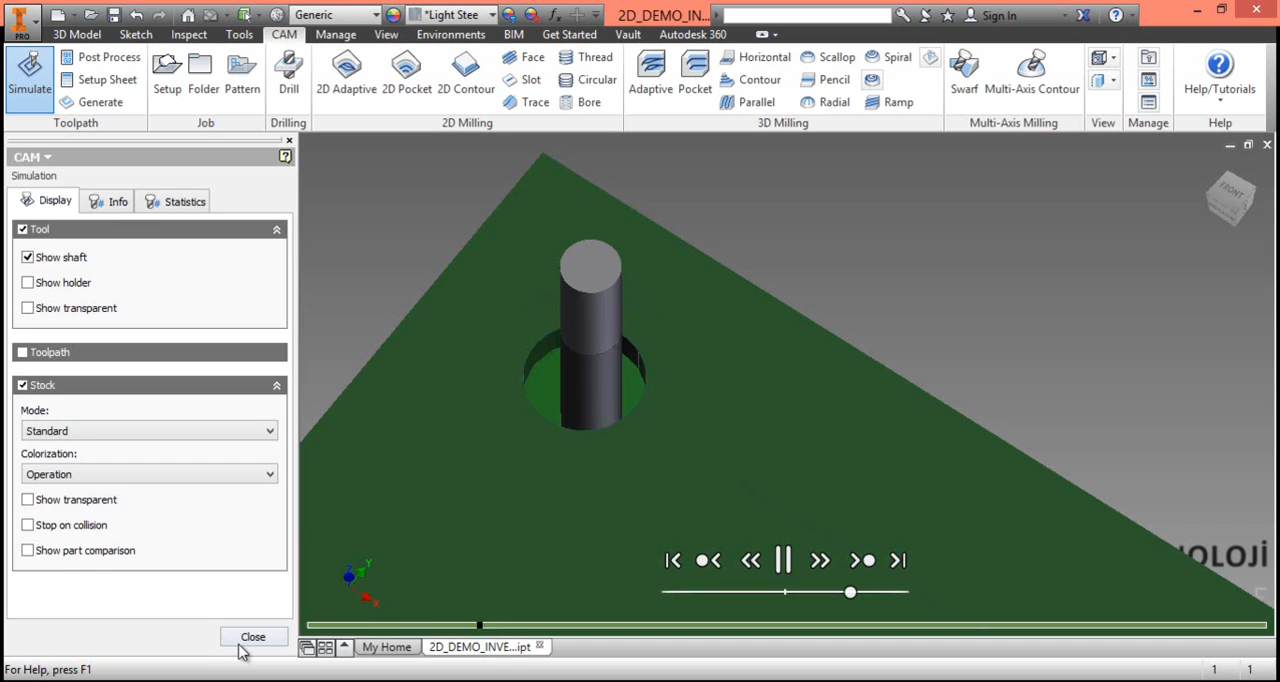 PRO
Generic
*Light Stee
2D_DEMO_IN...
Sign In
3D Model Sketch Inspect Tools CAM Manage View Environments BIM Get Started Vault Autodesk 360
Simulate
Post Process
Setup Sheet
Generate
Setup
Folder
Pattern
Drill
2D Adaptive
2D Pocket
2D Contour
Face
Slot
Trace
Thread
Circular
Bore
Adaptive
Pocket
Horizontal
Contour
Parallel
Scallop
Pencil
Radial
Spiral
Ramp
Swarf
Multi-Axis Contour
Help/Tutorials
Toolpath Job Drilling 2D Milling 3D Milling Multi-Axis Milling View Manage Help
CAM
Simulation
Display Info Statistics
Tool
Show shaft
Show holder
Show transparent
Toolpath
Stock
Mode:
Standard
Colorization:
Operation
Show transparent
Stop on collision
Show part comparison
Close
FRONT
NOLOJİ
E
Z
Y
X
My Home
2D_DEMO_INVE...ipt
For Help, press F1
1 1